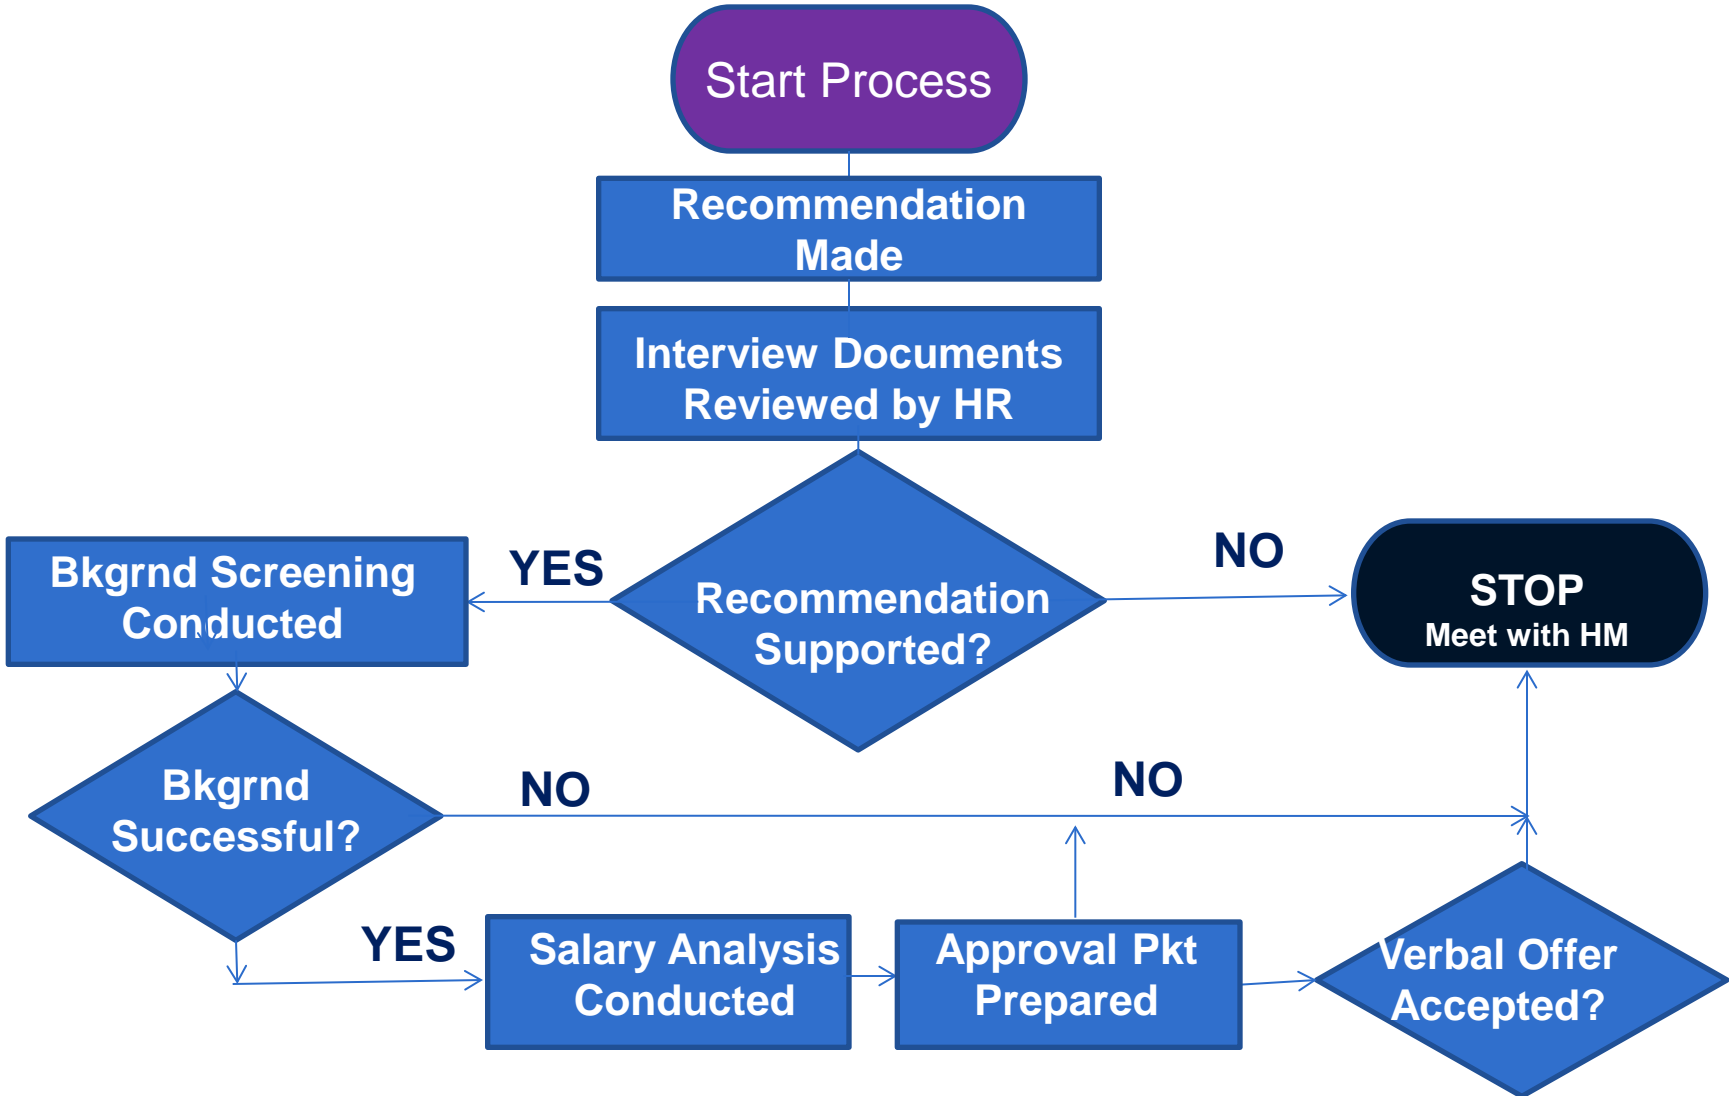 Start Process
Recommendation
Made
Interview Documents
Reviewed by HR
Recommendation
Supported?
YES
NO
Bkgrnd Screening
Conducted
STOP
Meet with HM
Bkgrnd
Successful?
NO
NO
YES
Salary Analysis
Conducted
Approval Pkt
Prepared
Verbal Offer
Accepted?